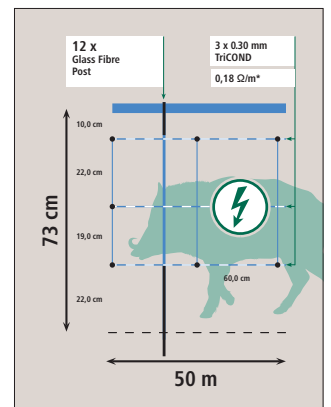 12 x
Glass Fibre
Post
3 x 0.30 mm
TriCOND
0,18 Ω/m*
10,0 cm
22,0 cm
73 cm
19,0 cm
60,0 cm
22,0 cm
50 m